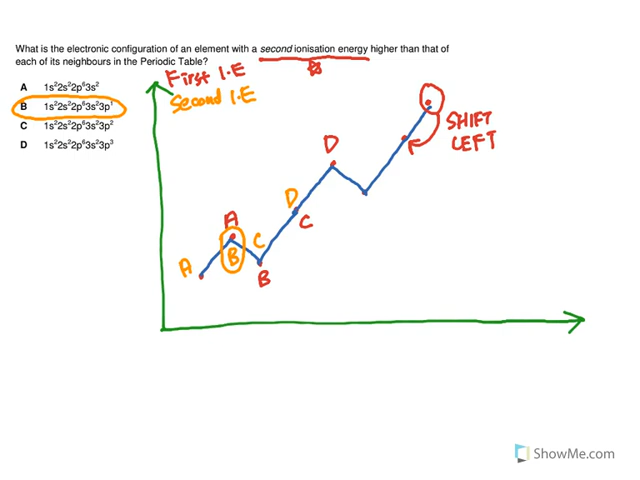 What is the electronic configuration of an element with a second ionisation energy higher than that of
each of its neighbours in the Periodic Table?
A 1s²2s²2p⁶3s²
B 1s²2s²2p⁶3s²3p¹
C 1s²2s²2p⁶3s²3p²
D 1s²2s²2p⁶3s²3p³
First I.E
Second I.E
SHIFT
LEFT
D
D
C
A
C
B
A
B
ShowMe.com